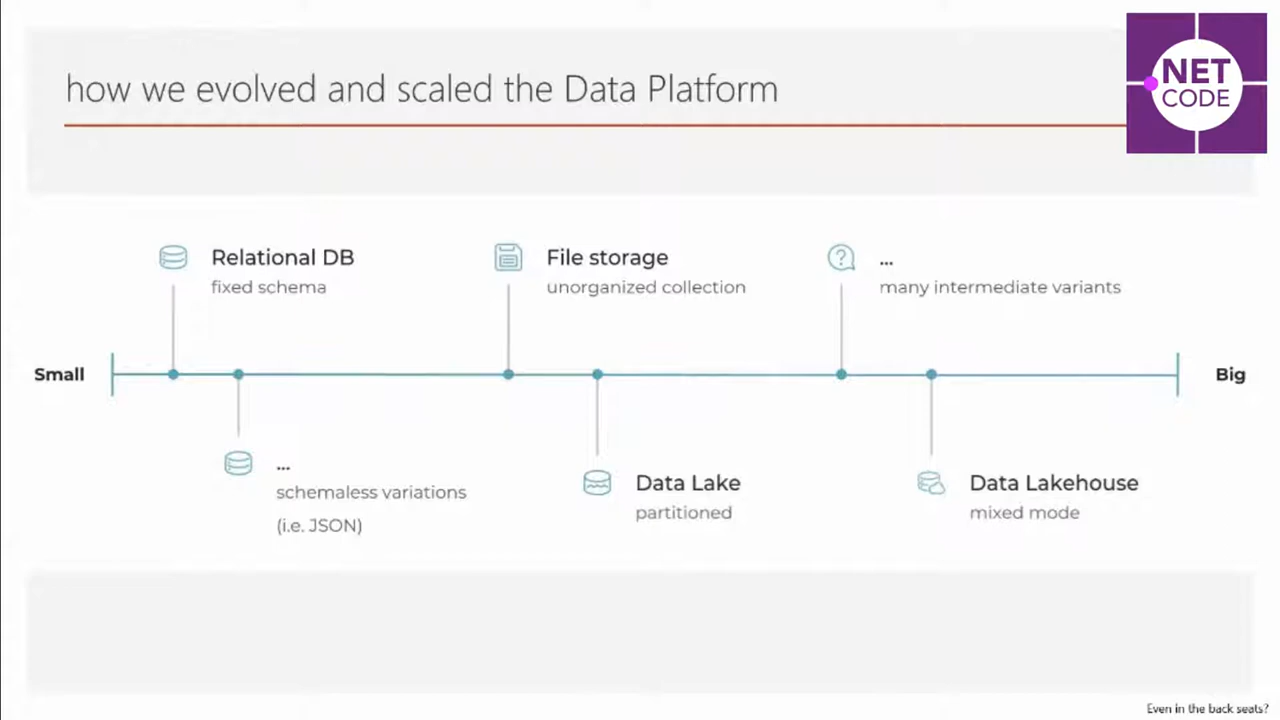 how we evolved and scaled the Data Platform
NET
CODE
Relational DB
fixed schema
File storage
unorganized collection
...
many intermediate variants
Small
Big
...
schemaless variations
(i.e. JSON)
Data Lake
partitioned
Data Lakehouse
mixed mode
Even in the back seats?